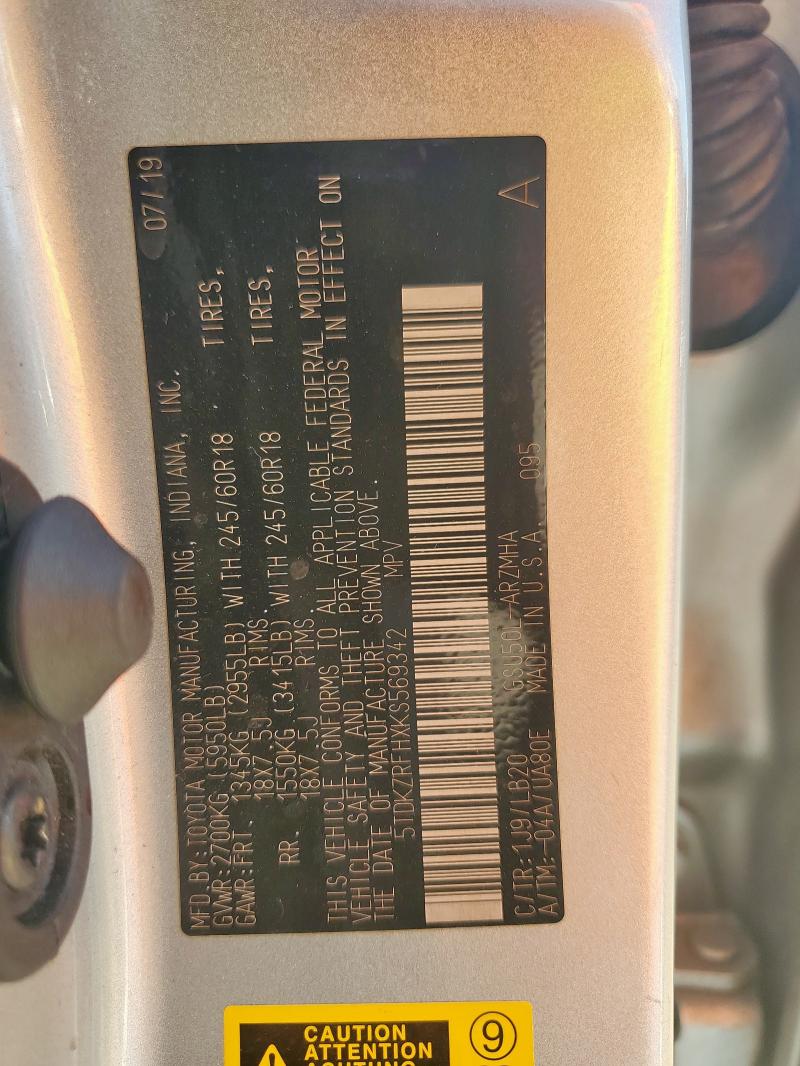 MFD.BY:TOYOTA MOTOR MANUFACTURING, INDIANA, INC. 07/19
GVWR:2700KG (5950LB)
GAWR:FRT. 1345KG (2955LB) WITH 245/60R18 TIRES,
18X7.5J RIMS.
RR. 1550KG (3415LB) WITH 245/60R18 TIRES,
18X7.5J RIMS.
THIS VEHICLE CONFORMS TO ALL APPLICABLE FEDERAL MOTOR
VEHICLE SAFETY AND THEFT PREVENTION STANDARDS IN EFFECT ON
THE DATE OF MANUFACTURE SHOWN ABOVE.
5TDKZRFHXKS569342 MPV
C/TR:1J9/LB20 GSU50L-ARZMHA
A/TM:-04A/UA80E MADE IN U.S.A. 095 A
CAUTION
ATTENTION
9